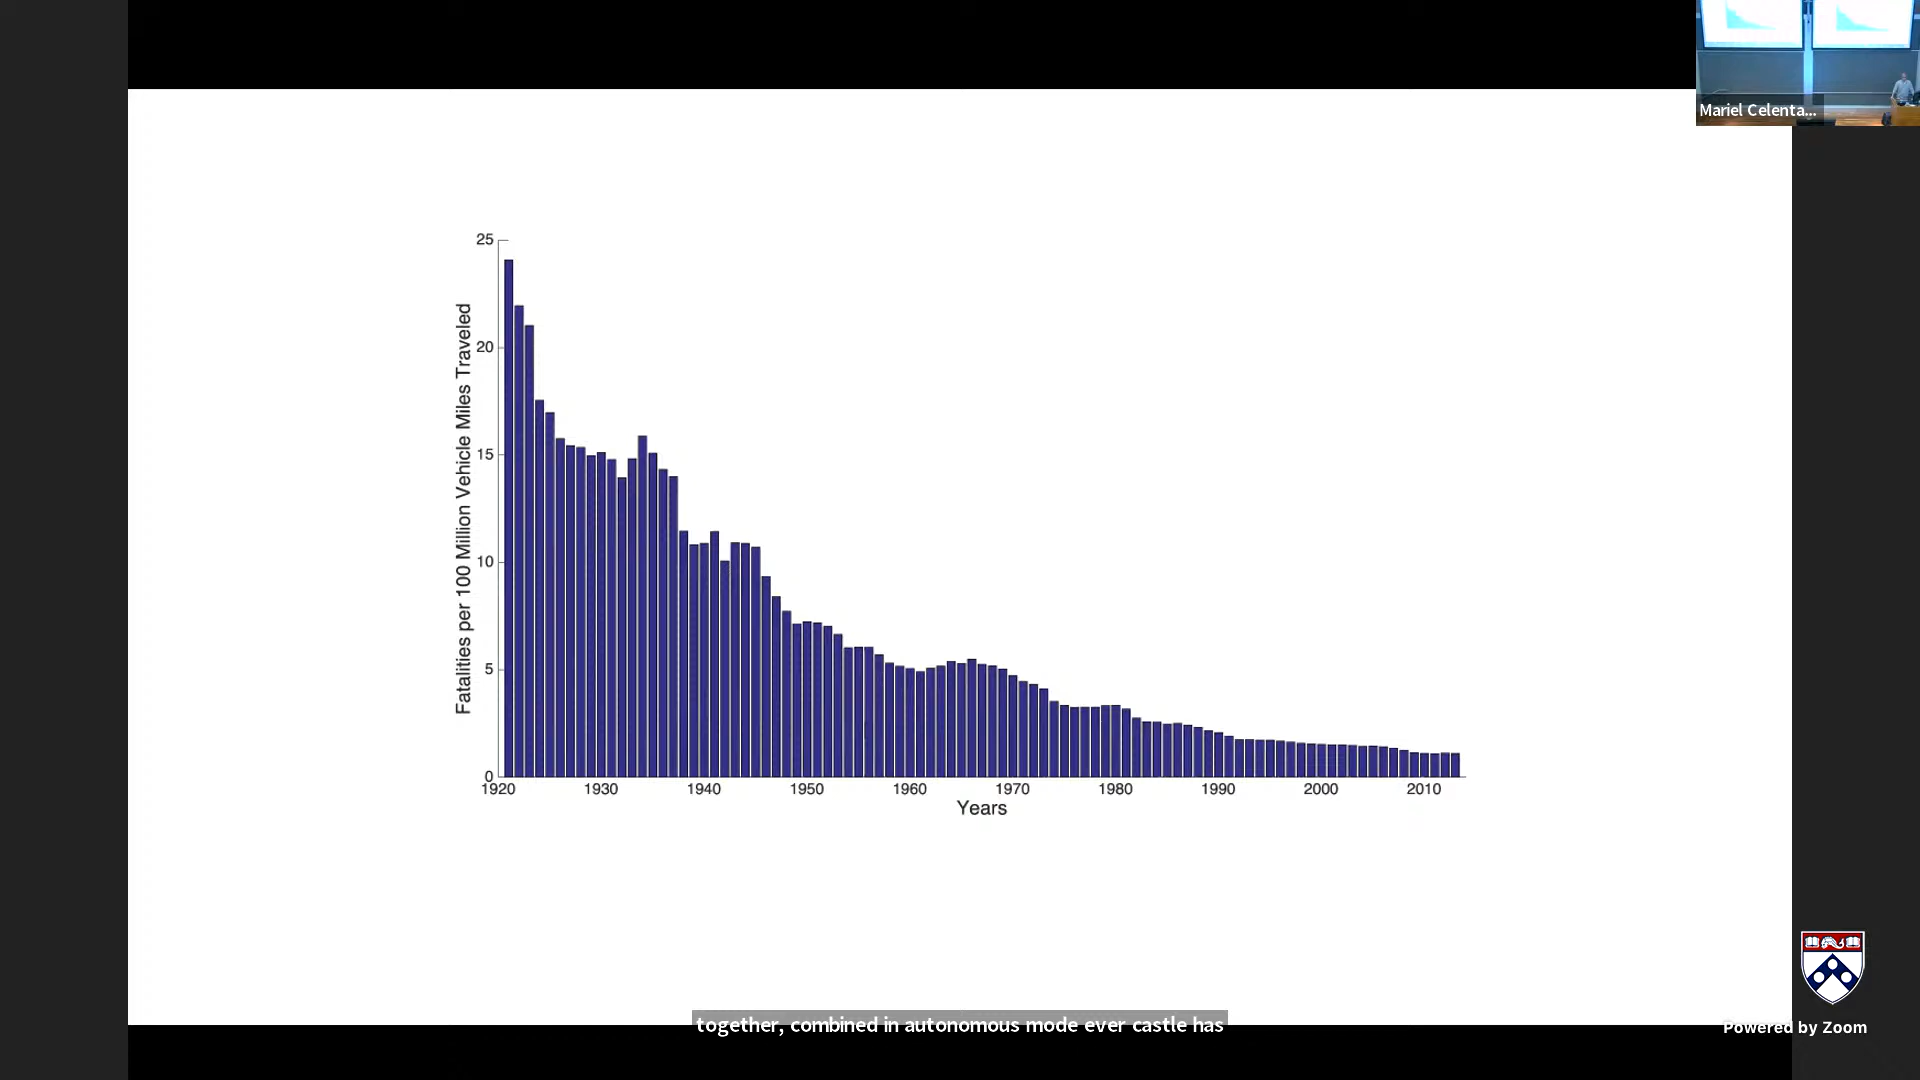 Mariel Celenta...
25
20
15
10
5
0
Fatalities per 100 Million Vehicle Miles Traveled
1920 1930 1940 1950 1960 1970 1980 1990 2000 2010
Years
together, combined in autonomous mode ever castle has
Powered by Zoom